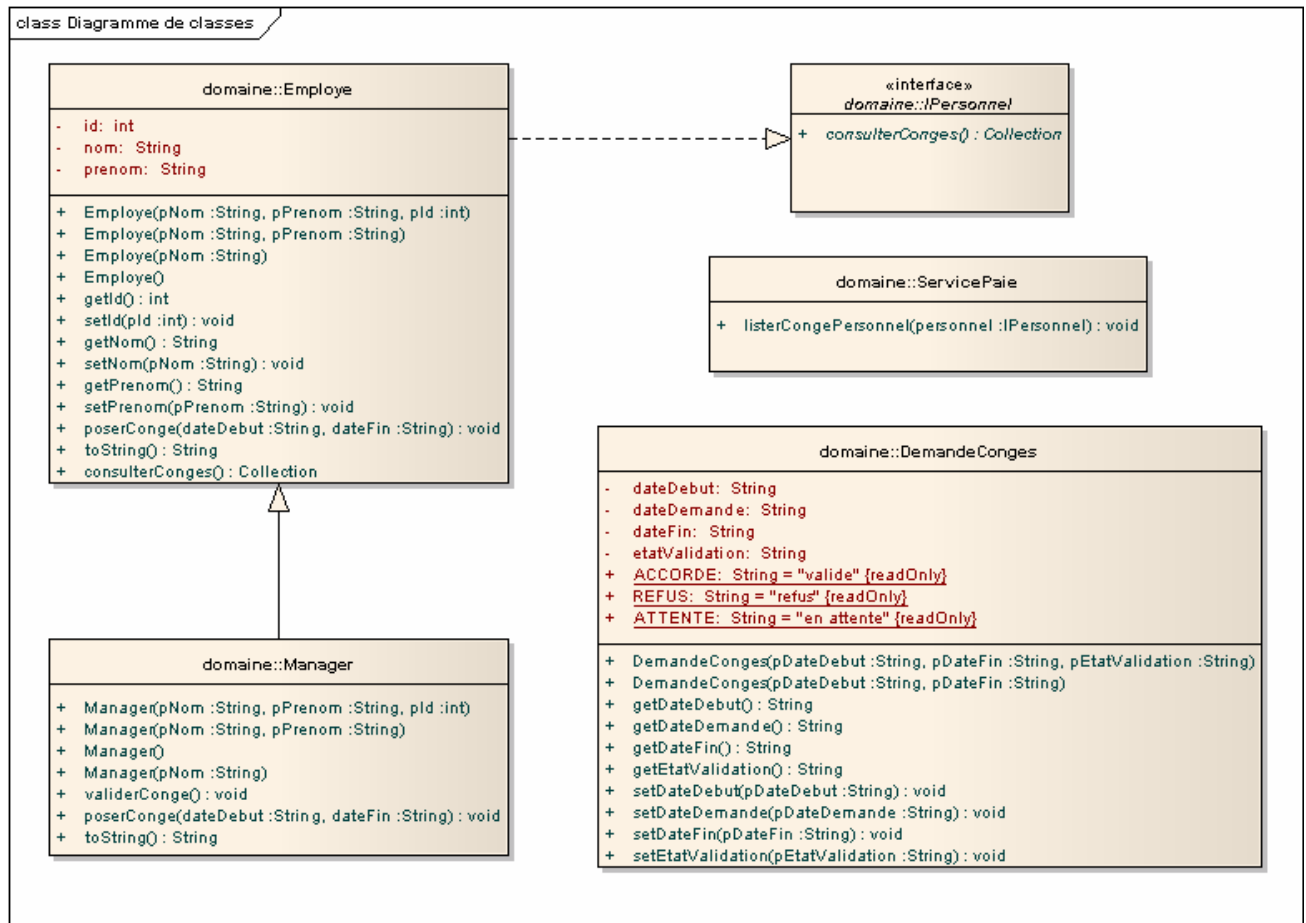 class Diagramme de classes
domaine::Employe
- id: int
- nom: String
- prenom: String
+ Employe(pNom :String, pPrenom :String, pId :int)
+ Employe(pNom :String, pPrenom :String)
+ Employe(pNom :String)
+ Employe()
+ getId() : int
+ setId(pId :int) : void
+ getNom() : String
+ setNom(pNom :String) : void
+ getPrenom() : String
+ setPrenom(pPrenom :String) : void
+ poserConge(dateDebut :String, dateFin :String) : void
+ toString() : String
+ consulterConges() : Collection
«interface»
domaine::IPersonnel
+ consulterConges() : Collection
domaine::ServicePaie
+ listerCongePersonnel(personnel :IPersonnel) : void
domaine::Manager
+ Manager(pNom :String, pPrenom :String, pId :int)
+ Manager(pNom :String, pPrenom :String)
+ Manager()
+ Manager(pNom :String)
+ validerConge() : void
+ poserConge(dateDebut :String, dateFin :String) : void
+ toString() : String
domaine::DemandeConges
- dateDebut: String
- dateDemande: String
- dateFin: String
- etatValidation: String
+ ACCORDE: String = "valide" {readOnly}
+ REFUS: String = "refus" {readOnly}
+ ATTENTE: String = "en attente" {readOnly}
+ DemandeConges(pDateDebut :String, pDateFin :String, pEtatValidation :String)
+ DemandeConges(pDateDebut :String, pDateFin :String)
+ getDateDebut() : String
+ getDateDemande() : String
+ getDateFin() : String
+ getEtatValidation() : String
+ setDateDebut(pDateDebut :String) : void
+ setDateDemande(pDateDemande :String) : void
+ setDateFin(pDateFin :String) : void
+ setEtatValidation(pEtatValidation :String) : void